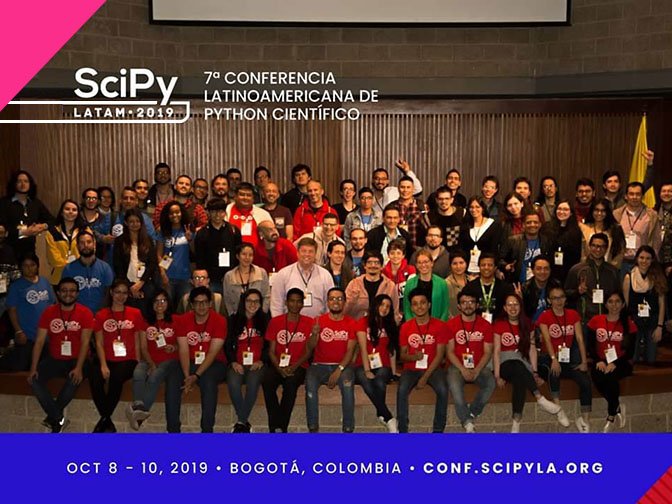 SciPy
LATAM • 2019
7ª CONFERENCIA
LATINOAMERICANA DE
PYTHON CIENTÍFICO
OCT 8 - 10, 2019 • BOGOTÁ, COLOMBIA • CONF.SCIPYLA.ORG